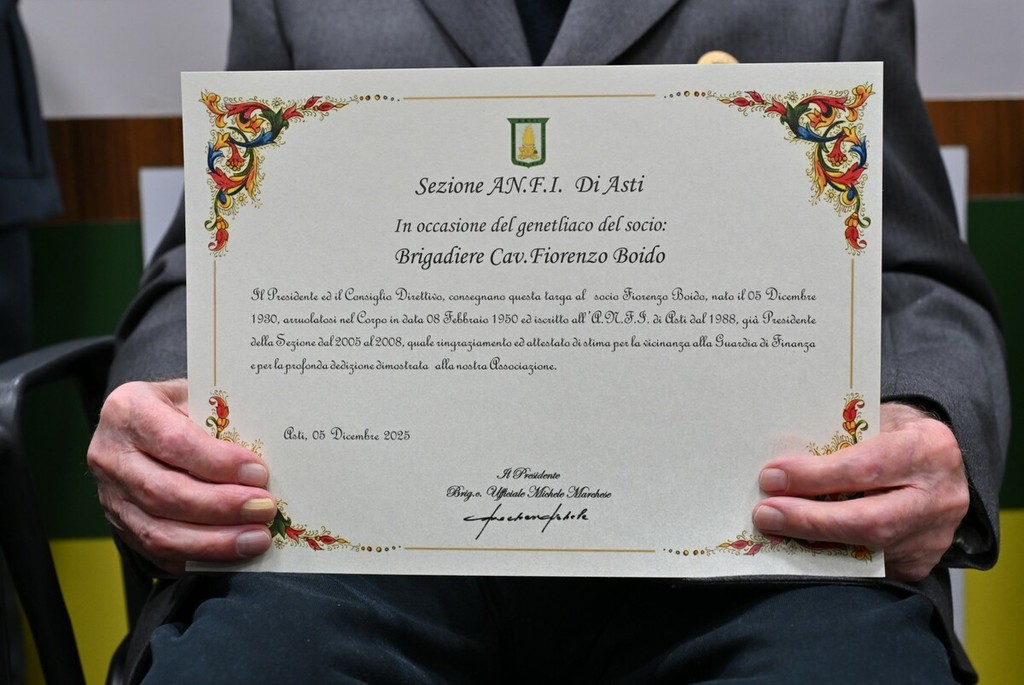 Sezione A.N.F.I. Di Asti
In occasione del genetliaco del socio:
Brigadiere Cav. Fiorenzo Boido
Il Presidente ed il Consiglio Direttivo, consegnano questa targa al socio Fiorenzo Boido, nato il 05 Dicembre
1930, arruolatosi nel Corpo in data 08 Febbraio 1950 ed iscritto all'A.N.F.I. di Asti dal 1988, già Presidente
della Sezione dal 2005 al 2008, quale ringraziamento ed attestato di stima per la vicinanza alla Guardia di Finanza
e per la profonda dedizione dimostrata alla nostra Associazione.
Asti, 05 Dicembre 2025
Il Presidente
Brig.c. Ufficiale Michele Marchese